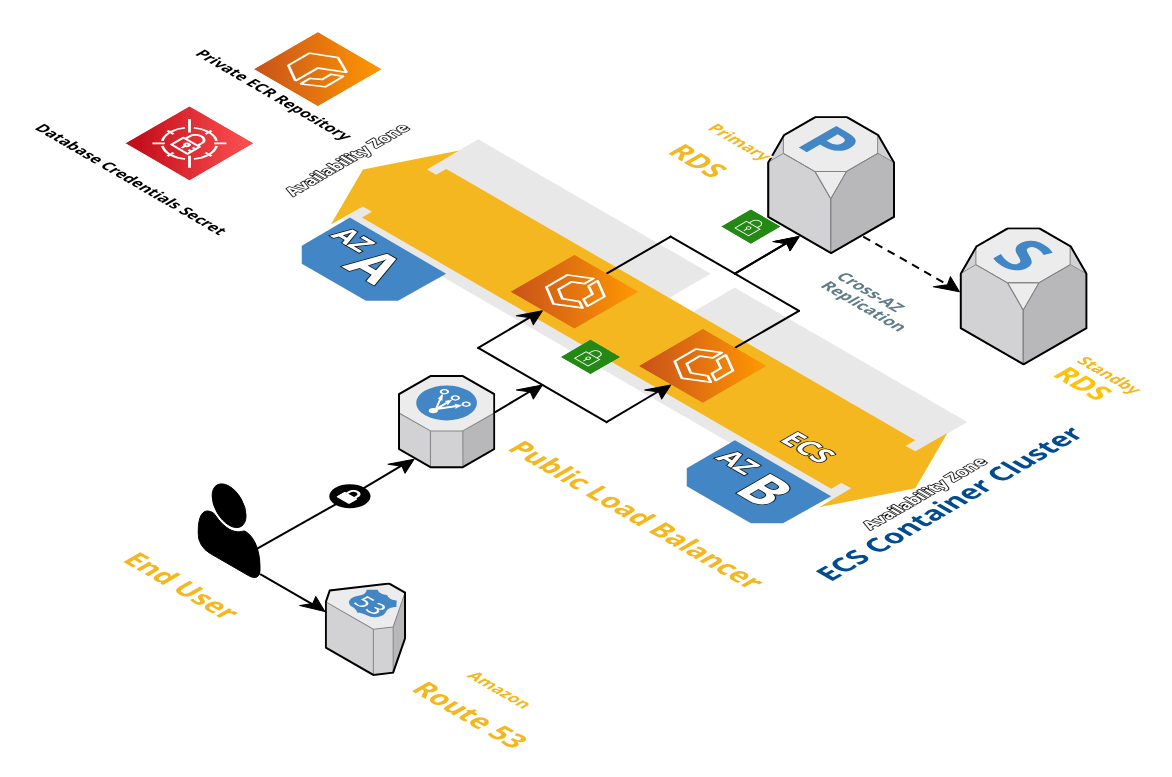 Private ECR Repository
Database Credentials Secret
Availability Zone
AZ A
Primary
RDS
P
S
Cross-AZ
Replication
Standby
RDS
ECS
AZ B
Availability Zone
ECS Container Cluster
Public Load Balancer
End User
53
Amazon
Route 53